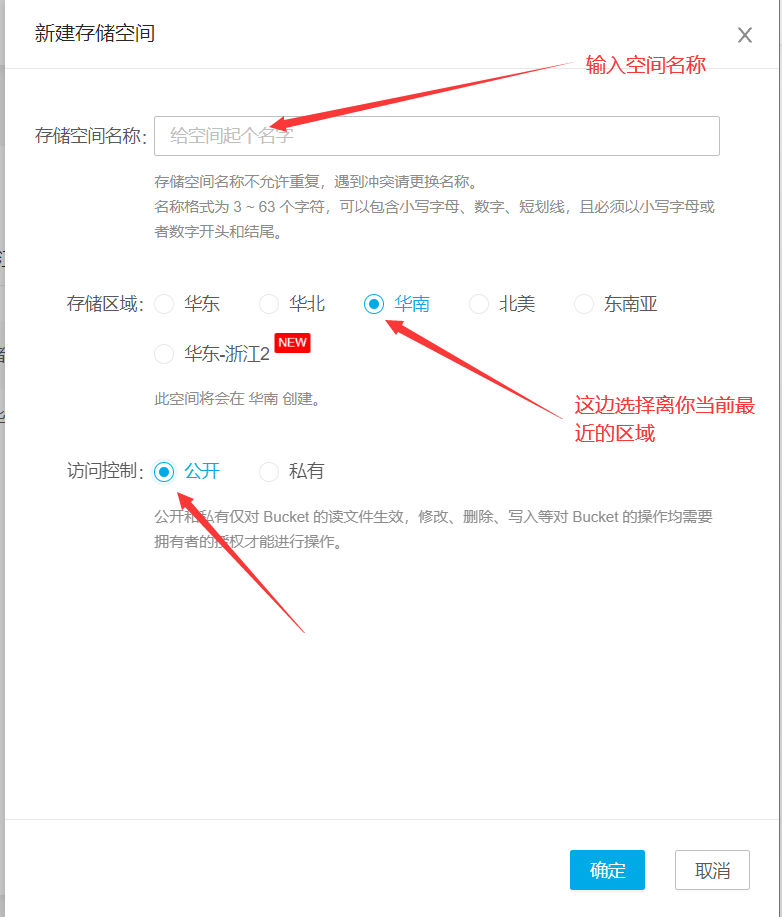 新建存储空间
输入空间名称
存储空间名称:
给空间起个名字
存储空间名称不允许重复，遇到冲突请更换名称。
名称格式为 3 ~ 63 个字符，可以包含小写字母、数字、短划线，且必须以小写字母或
者数字开头和结尾。
存储区域: 华东 华北 华南 北美 东南亚
华东-浙江2 NEW
此空间将会在 华南 创建。
这边选择离你当前最
近的区域
访问控制: 公开 私有
公开和私有仅对 Bucket 的读文件生效，修改、删除、写入等对 Bucket 的操作均需要
拥有者的授权才能进行操作。
确定 取消